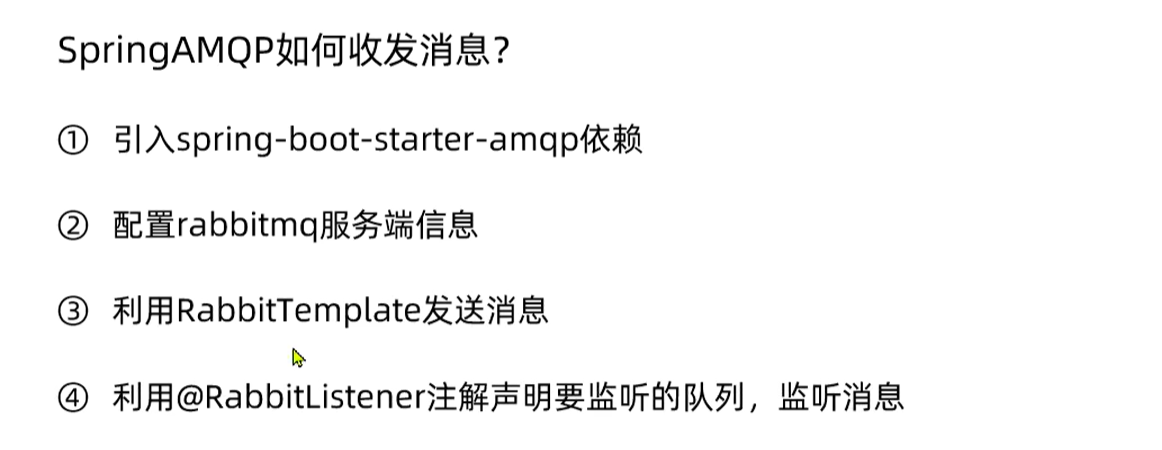 SpringAMQP如何收发消息?
① 引入spring-boot-starter-amqp依赖
② 配置rabbitmq服务端信息
③ 利用RabbitTemplate发送消息
④ 利用@RabbitListener注解声明要监听的队列，监听消息